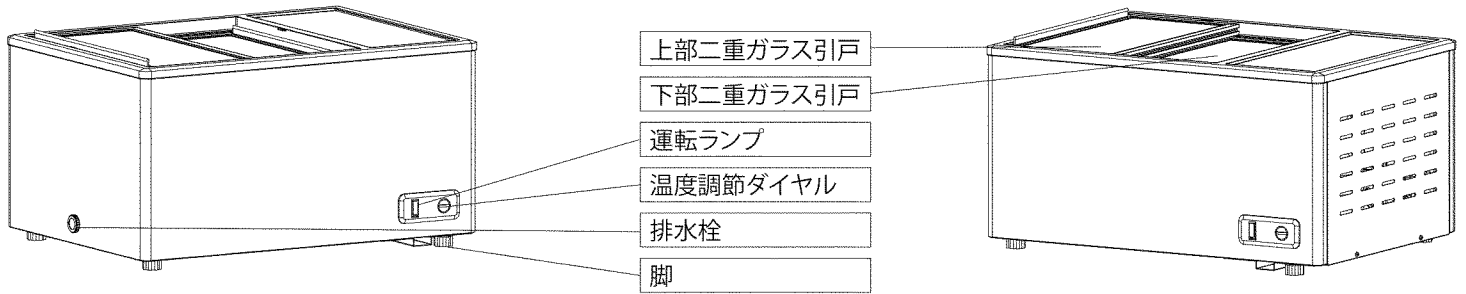 上部二重ガラス引戸
下部二重ガラス引戸
運転ランプ
温度調節ダイヤル
排水栓
脚